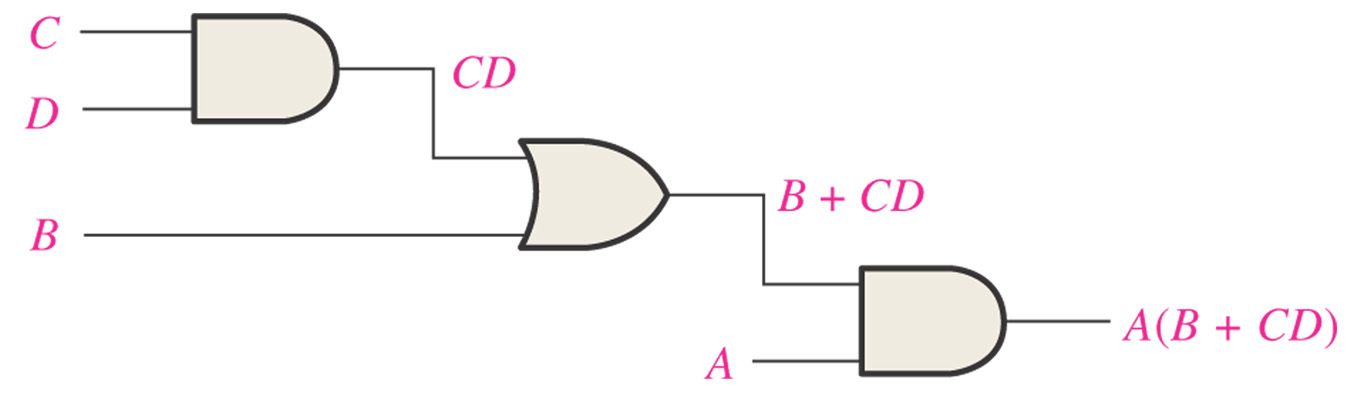 C
CD
D
B + CD
B
A(B + CD)
A